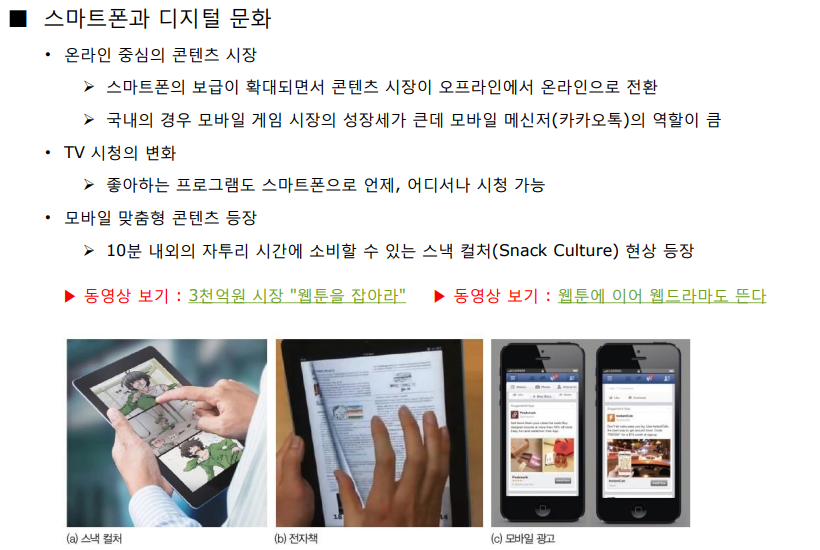 ■ 스마트폰과 디지털 문화
• 온라인 중심의 콘텐츠 시장
➢ 스마트폰의 보급이 확대되면서 콘텐츠 시장이 오프라인에서 온라인으로 전환
➢ 국내의 경우 모바일 게임 시장의 성장세가 큰데 모바일 메신저(카카오톡)의 역할이 큼
• TV 시청의 변화
➢ 좋아하는 프로그램도 스마트폰으로 언제, 어디서나 시청 가능
• 모바일 맞춤형 콘텐츠 등장
➢ 10분 내외의 자투리 시간에 소비할 수 있는 스낵 컬처(Snack Culture) 현상 등장
▶ 동영상 보기 : 3천억원 시장 "웹툰을 잡아라" ▶ 동영상 보기 : 웹툰에 이어 웹드라마도 뜬다
(a) 스낵 컬처 (b) 전자책 (c) 모바일 광고